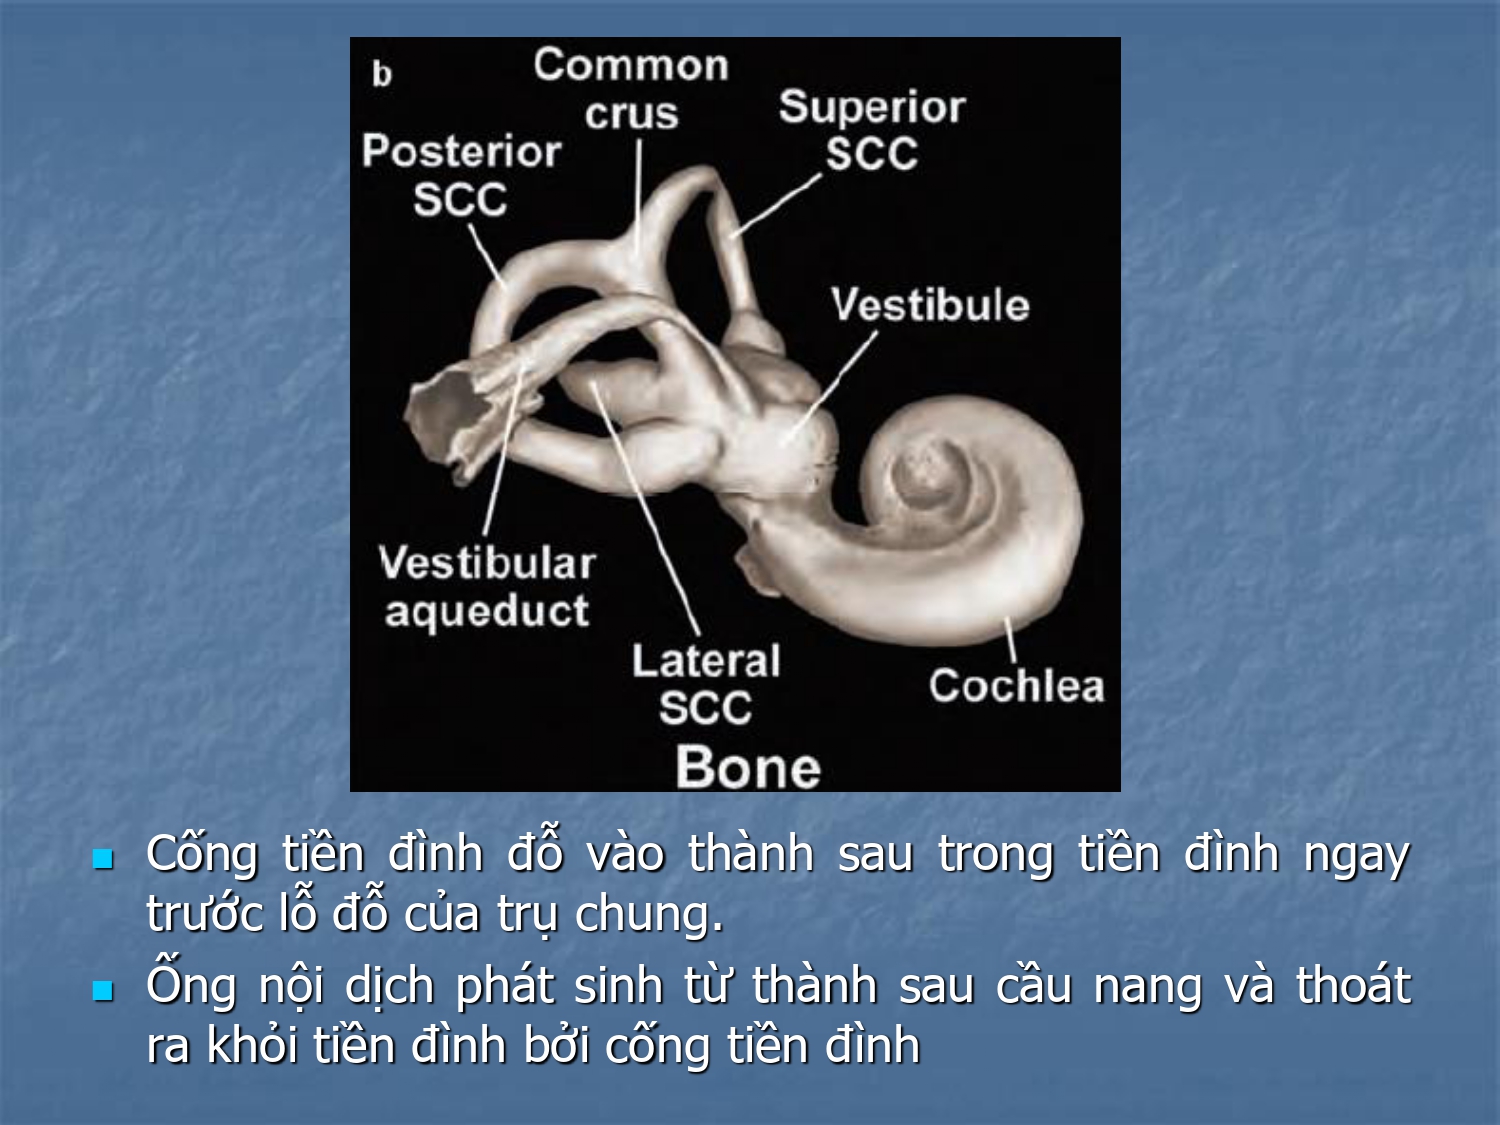 b
Common
crus
Superior
SCC
Posterior
SCC
Vestibule
Vestibular
aqueduct
Lateral
SCC
Cochlea
Bone
Cống tiền đình đỗ vào thành sau trong tiền đình ngay
trước lỗ đỗ của trụ chung.
Ống nội dịch phát sinh từ thành sau cầu nang và thoát
ra khỏi tiền đình bởi cống tiền đình